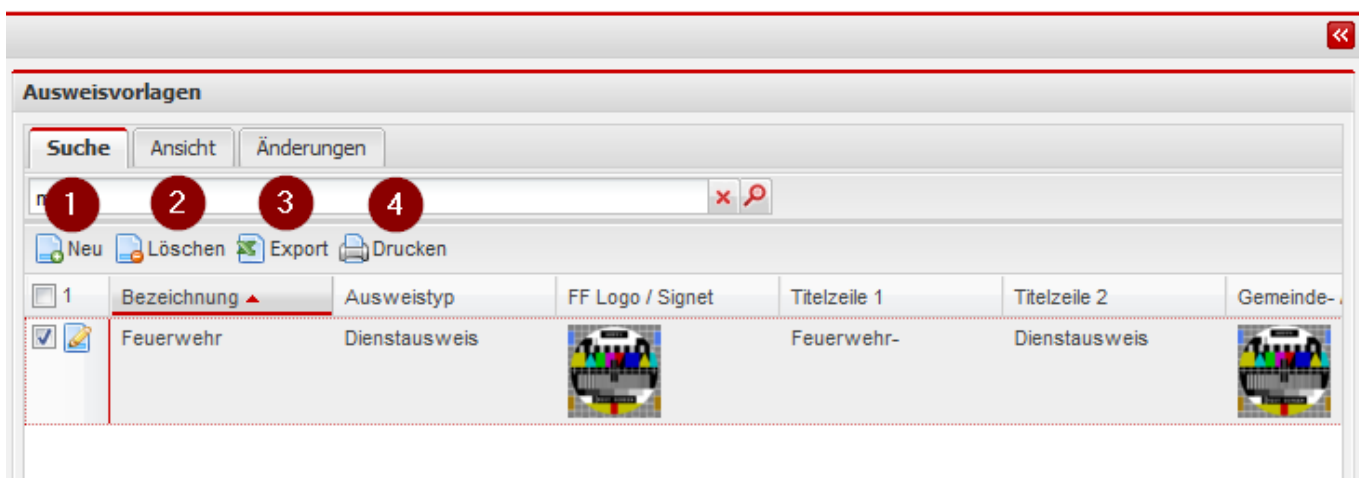 Ausweisvorlagen
Suche Ansicht Änderungen
1 2 3 4
Neu Löschen Export Drucken
1 Bezeichnung Ausweistyp FF Logo / Signet Titelzeile 1 Titelzeile 2 Gemeinde-
Feuerwehr Dienstausweis Feuerwehr- Dienstausweis